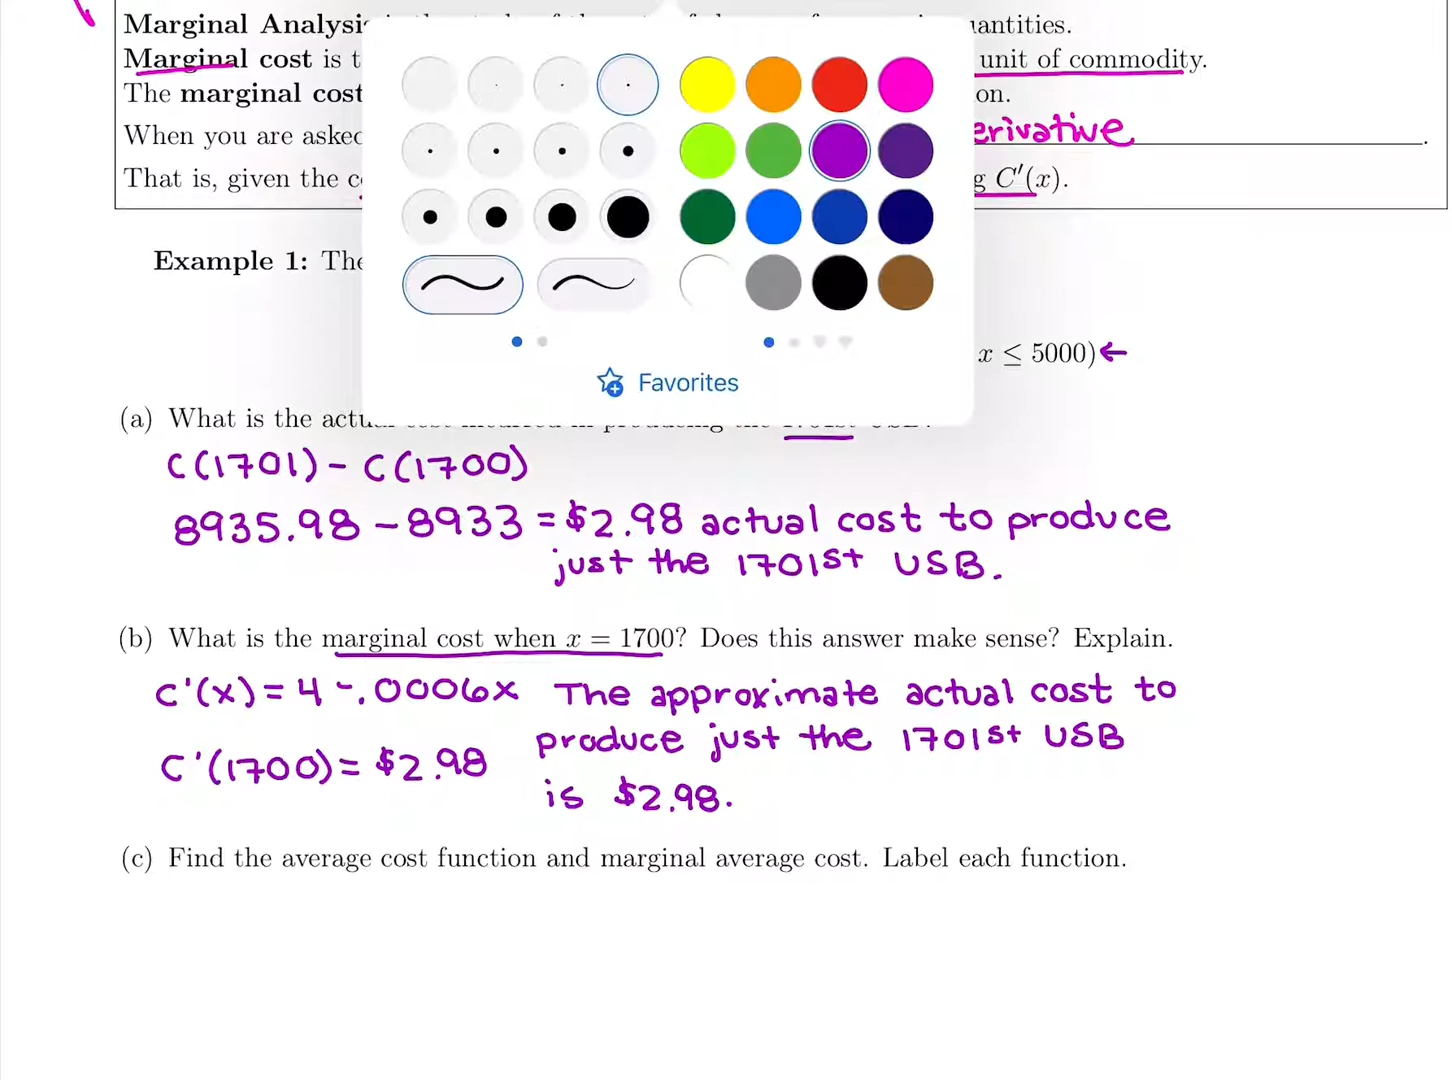 Marginal Analysi
antities.
Marginal cost is t unit of commodity.
The marginal cost on.
When you are asked erivative .
That is, given the c g C′(x).
Example 1: The
x ≤ 5000) ←
Favorites
(a) What is the actu
C(1701) - C(1700)
8935.98 - 8933 = $2.98 actual cost to produce
just the 1701st USB.
(b) What is the marginal cost when x = 1700? Does this answer make sense? Explain.
C'(x) = 4 - .0006x The approximate actual cost to
produce just the 1701st USB
C'(1700) = $2.98
is $2.98.
(c) Find the average cost function and marginal average cost. Label each function.